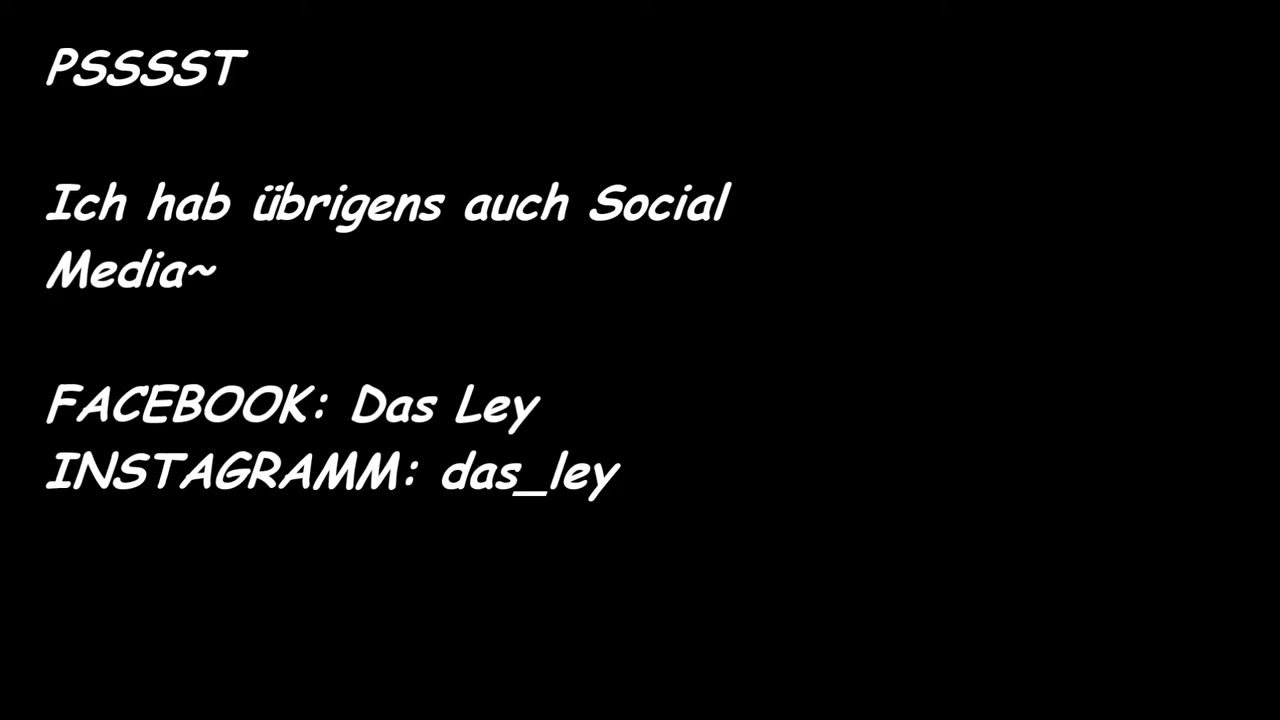 PSSSST
Ich hab übrigens auch Social
Media~
FACEBOOK: Das Ley
INSTAGRAMM: das_ley